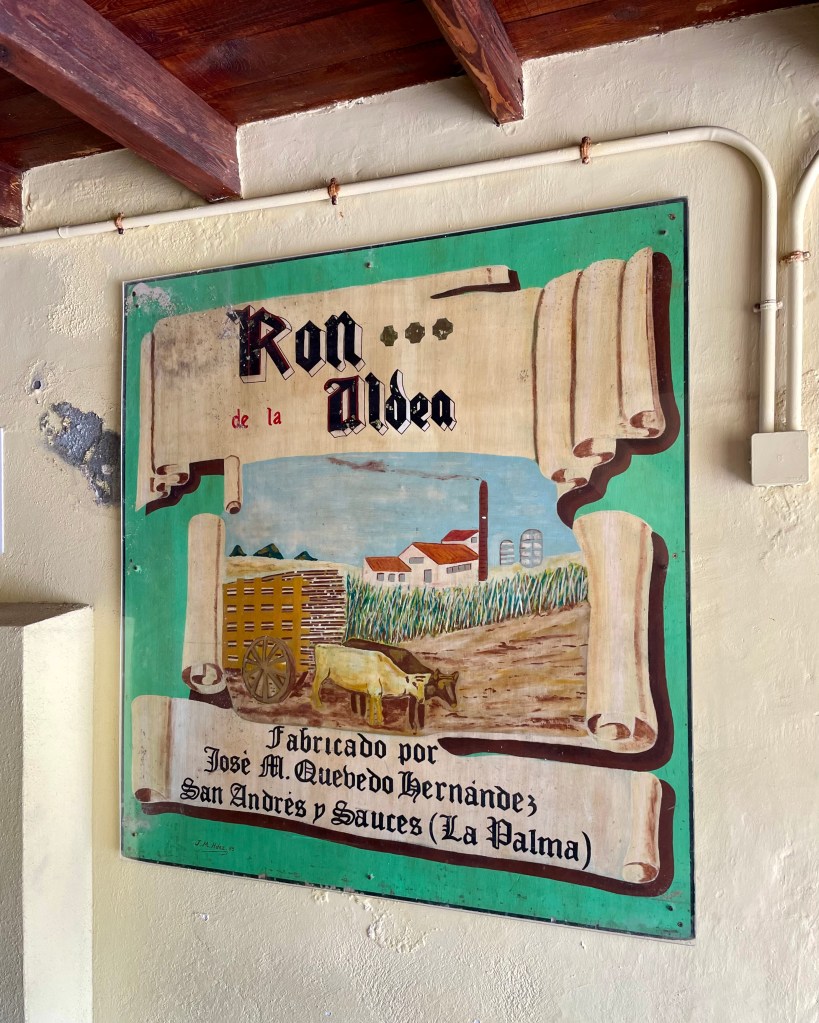 Ron
de la Aldea
Fabricado por
José M. Quevedo Hernández
San Andrés y Sauces (La Palma)